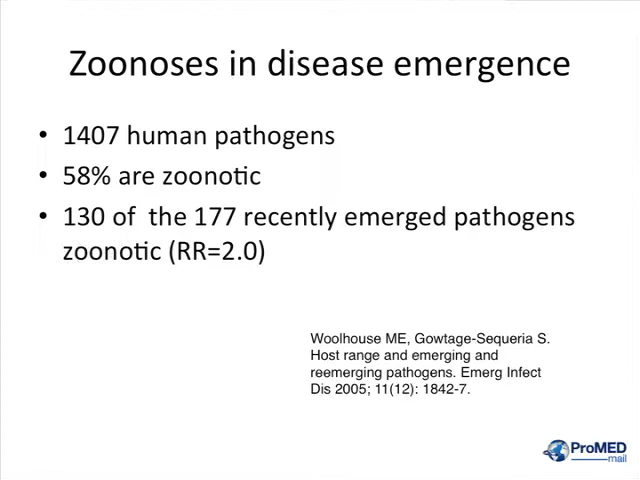 Zoonoses in disease emergence
• 1407 human pathogens
• 58% are zoonotic
• 130 of the 177 recently emerged pathogens
zoonotic (RR=2.0)
Woolhouse ME, Gowtage-Sequeria S.
Host range and emerging and
reemerging pathogens. Emerg Infect
Dis 2005; 11(12): 1842-7.
ProMED
mail